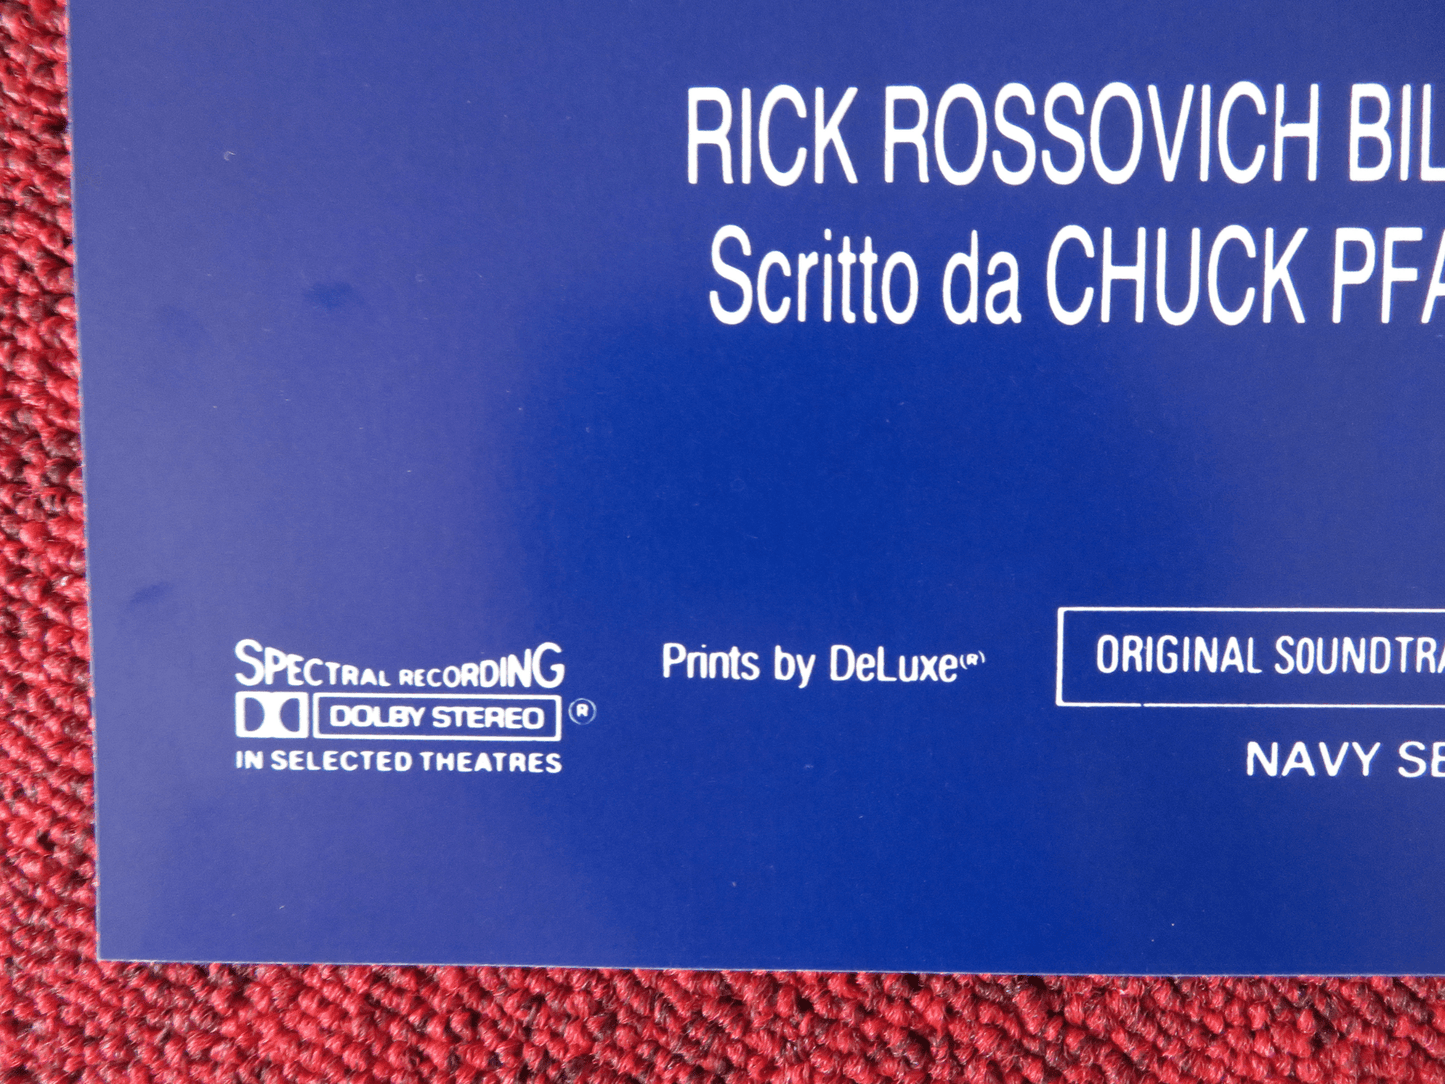 RICK ROSSOVICH BIL
Scritto da CHUCK PFA
SPECTRAL RECORDING
DOLBY STEREO ®
IN SELECTED THEATRES
Prints by DeLuxe(R)
ORIGINAL SOUNDTRA
NAVY SE